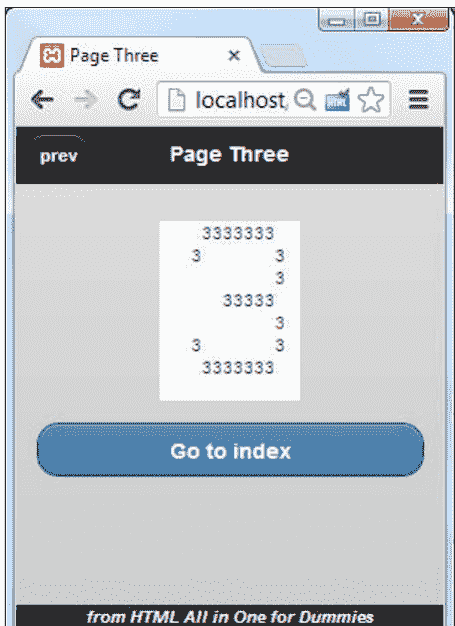 Page Three
localhost
prev Page Three
3333333
3 3
3
33333
3
3 3
3333333
Go to index
from HTML All in One for Dummies